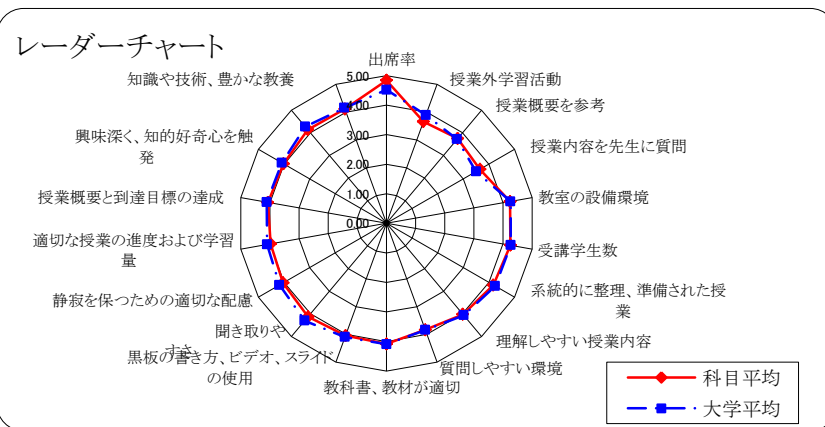 レーダーチャート
出席率
授業外学習活動
授業概要を参考
授業内容を先生に質問
教室の設備環境
受講学生数
系統的に整理、準備された授
業
理解しやすい授業内容
質問しやすい環境
教科書、教材が適切
黒板の書き方、ビデオ、スライド
の使用
聞き取りや
すさ
静寂を保つための適切な配慮
適切な授業の進度および学習
量
授業概要と到達目標の達成
興味深く、知的好奇心を触
発
知識や技術、豊かな教養
5.00
4.00
3.00
2.00
1.00
0.00
科目平均
大学平均